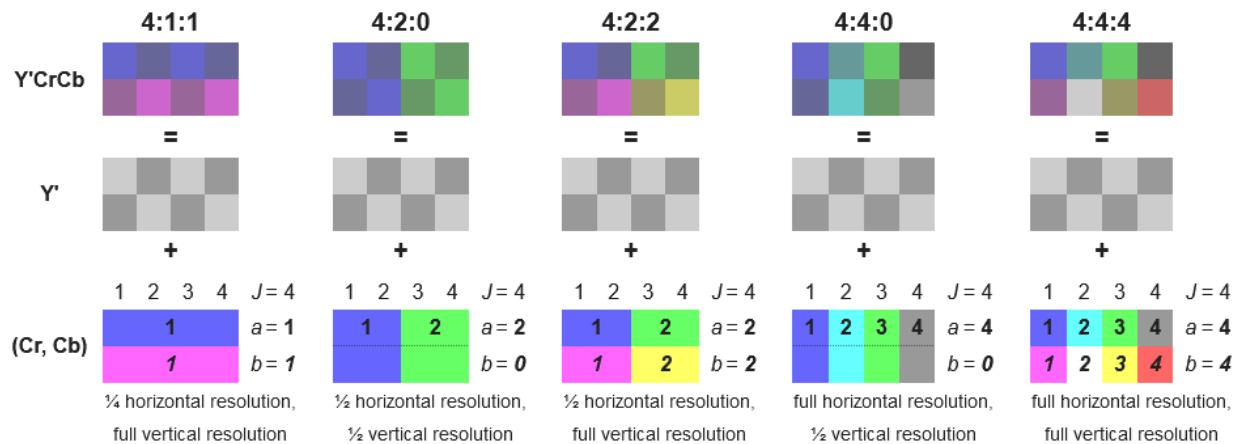 4:1:1 4:2:0 4:2:2 4:4:0 4:4:4
Y'CrCb
= = = = =
Y'
+ + + + +
1 2 3 4 J = 4 1 2 3 4 J = 4 1 2 3 4 J = 4 1 2 3 4 J = 4 1 2 3 4 J = 4
1 a = 1 1 2 a = 2 1 2 a = 2 1 2 3 4 a = 4 1 2 3 4 a = 4
(Cr, Cb)
1 b = 1 b = 0 1 2 b = 2 b = 0 1 2 3 4 b = 4
¼ horizontal resolution, ½ horizontal resolution, ½ horizontal resolution, full horizontal resolution, full horizontal resolution,
full vertical resolution ½ vertical resolution full vertical resolution ½ vertical resolution full vertical resolution